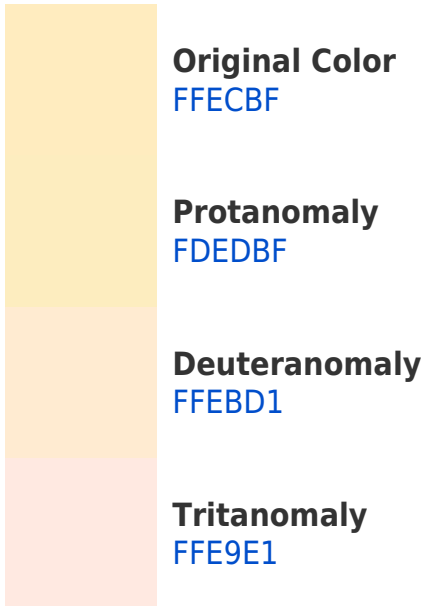 Original Color
FFECBF
Protanomaly
FDEDBF
Deuteranomaly
FFEBD1
Tritanomaly
FFE9E1